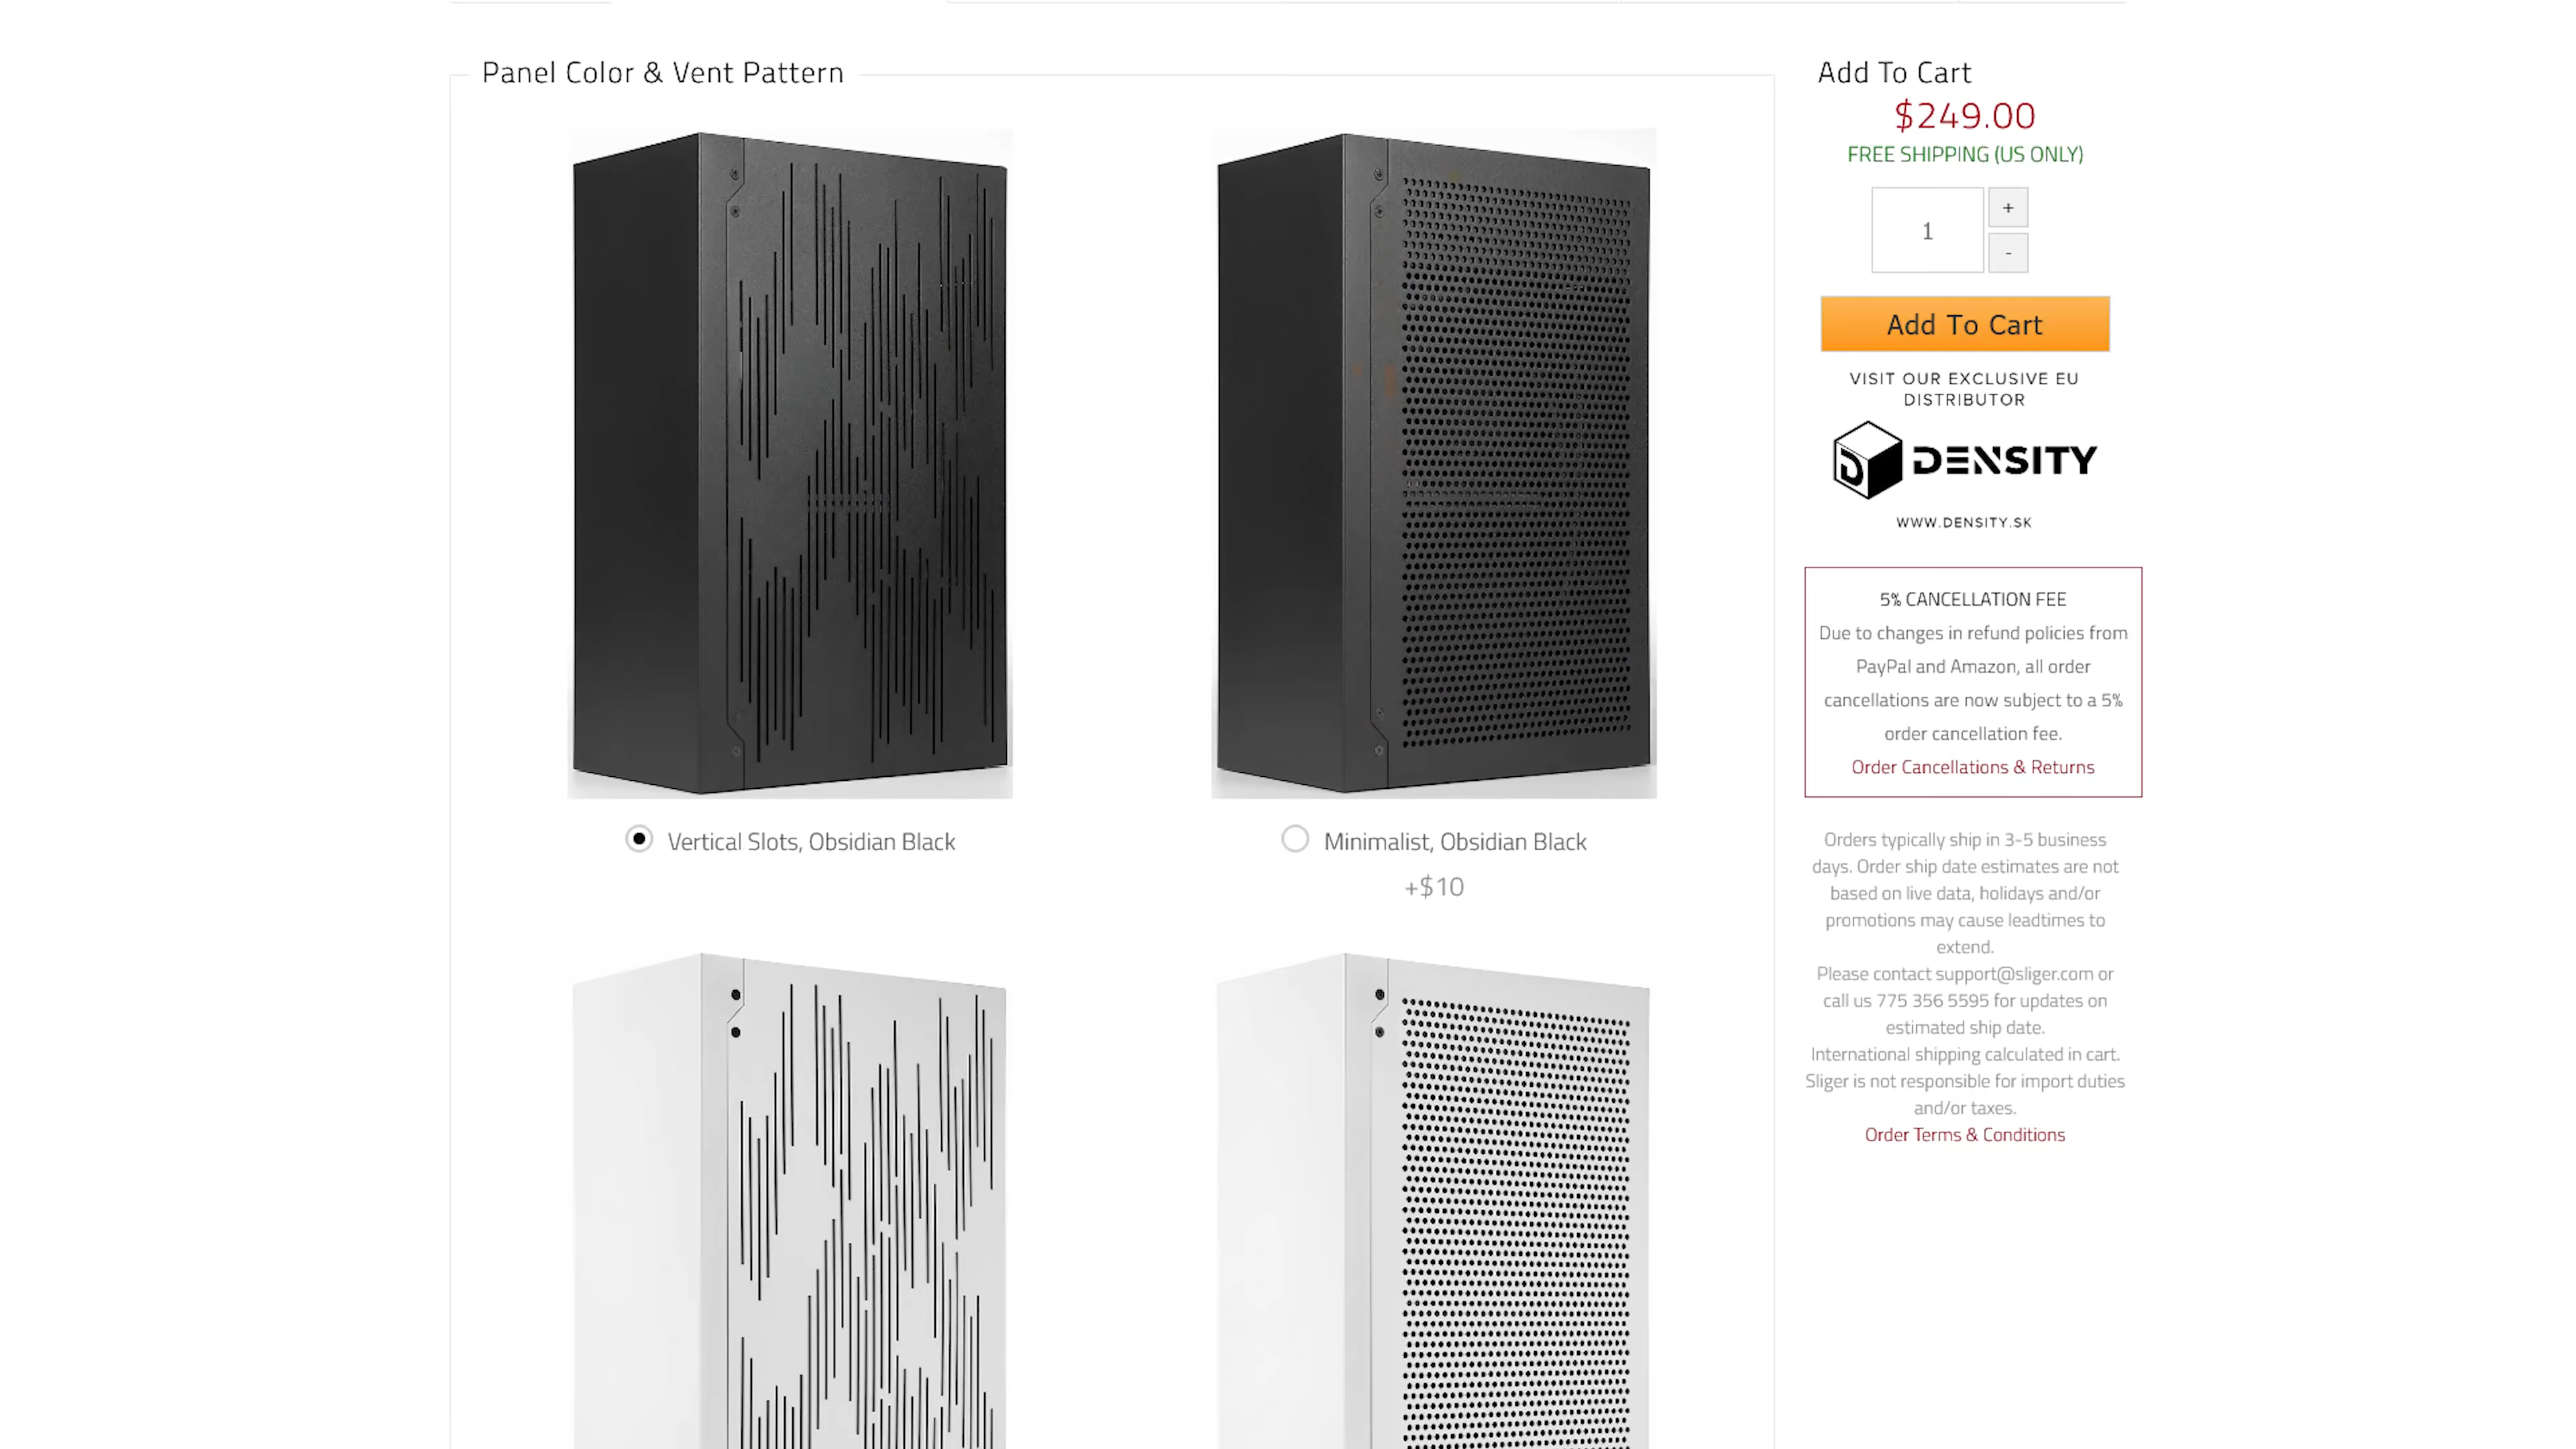 Panel Color & Vent Pattern
Vertical Slots, Obsidian Black
Minimalist, Obsidian Black
+$10
Add To Cart
$249.00
FREE SHIPPING (US ONLY)
1
+
-
Add To Cart
VISIT OUR EXCLUSIVE EU
DISTRIBUTOR
DENSITY
WWW.DENSITY.SK
5% CANCELLATION FEE
Due to changes in refund policies from
PayPal and Amazon, all order
cancellations are now subject to a 5%
order cancellation fee.
Order Cancellations & Returns
Orders typically ship in 3-5 business
days. Order ship date estimates are not
based on live data, holidays and/or
promotions may cause leadtimes to
extend.
Please contact support@sliger.com or
call us 775 356 5595 for updates on
estimated ship date.
International shipping calculated in cart.
Sliger is not responsible for import duties
and/or taxes.
Order Terms & Conditions